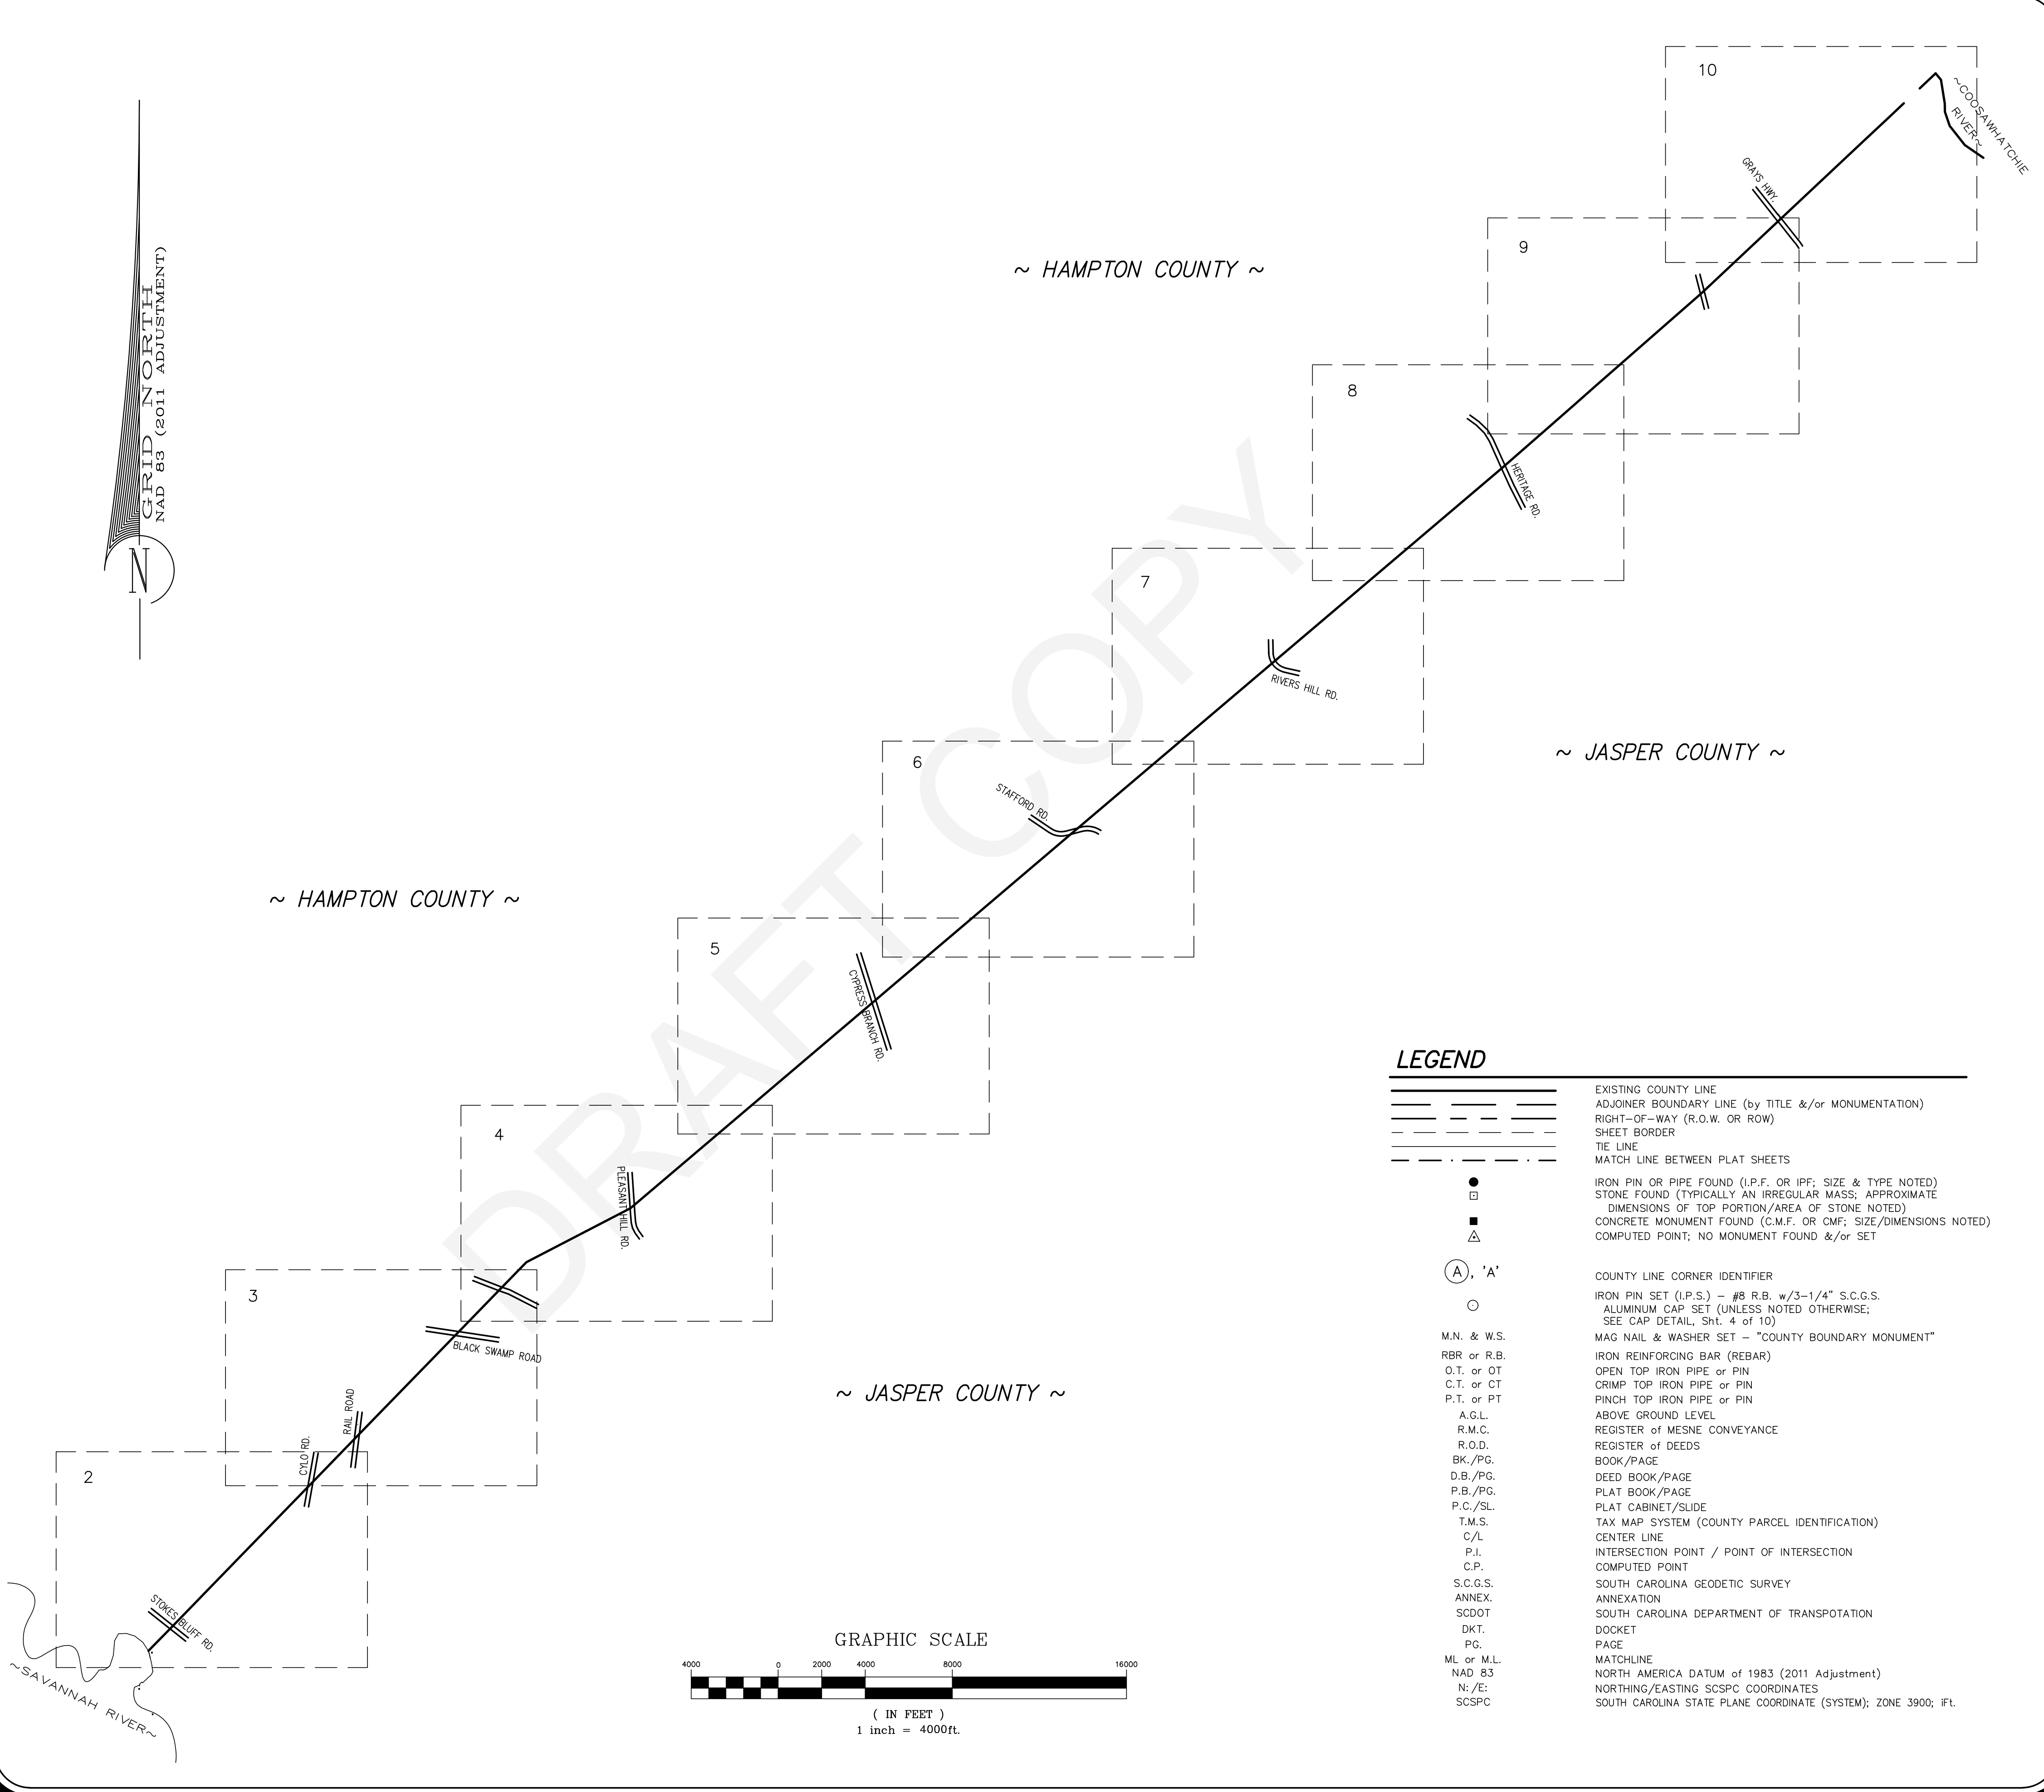 10
~COOSAWHATCHIE
RIVER~
GRAYS HWY.
9
~ HAMPTON COUNTY ~
GRID NORTH
NAD 83 (2011 ADJUSTMENT)
N
8
HERITAGE RD.
7
RIVERS HILL RD.
~ JASPER COUNTY ~
6
STAFFORD RD.
DRAFT COPY
~ HAMPTON COUNTY ~
5
CYPRESS BRANCH RD.
4
PLEASANT HILL RD.
3
BLACK SWAMP ROAD
RAIL ROAD
CYLO RD.
~ JASPER COUNTY ~
2
STOKES BLUFF RD.
~SAVANNAH RIVER~
GRAPHIC SCALE
4000 0 2000 4000 8000 16000
( IN FEET )
1 inch = 4000ft.
LEGEND
EXISTING COUNTY LINE
ADJOINER BOUNDARY LINE (by TITLE &/or MONUMENTATION)
RIGHT-OF-WAY (R.O.W. OR ROW)
SHEET BORDER
TIE LINE
MATCH LINE BETWEEN PLAT SHEETS
IRON PIN OR PIPE FOUND (I.P.F. OR IPF; SIZE & TYPE NOTED)
STONE FOUND (TYPICALLY AN IRREGULAR MASS; APPROXIMATE
DIMENSIONS OF TOP PORTION/AREA OF STONE NOTED)
CONCRETE MONUMENT FOUND (C.M.F. OR CMF; SIZE/DIMENSIONS NOTED)
COMPUTED POINT; NO MONUMENT FOUND &/or SET
A, 'A' COUNTY LINE CORNER IDENTIFIER
IRON PIN SET (I.P.S.) - #8 R.B. w/3-1/4" S.C.G.S.
ALUMINUM CAP SET (UNLESS NOTED OTHERWISE;
SEE CAP DETAIL, Sht. 4 of 10)
M.N. & W.S. MAG NAIL & WASHER SET - "COUNTY BOUNDARY MONUMENT"
RBR or R.B. IRON REINFORCING BAR (REBAR)
O.T. or OT OPEN TOP IRON PIPE or PIN
C.T. or CT CRIMP TOP IRON PIPE or PIN
P.T. or PT PINCH TOP IRON PIPE or PIN
A.G.L. ABOVE GROUND LEVEL
R.M.C. REGISTER of MESNE CONVEYANCE
R.O.D. REGISTER of DEEDS
BK./PG. BOOK/PAGE
D.B./PG. DEED BOOK/PAGE
P.B./PG. PLAT BOOK/PAGE
P.C./SL. PLAT CABINET/SLIDE
T.M.S. TAX MAP SYSTEM (COUNTY PARCEL IDENTIFICATION)
C/L CENTER LINE
P.I. INTERSECTION POINT / POINT OF INTERSECTION
C.P. COMPUTED POINT
S.C.G.S. SOUTH CAROLINA GEODETIC SURVEY
ANNEX. ANNEXATION
SCDOT SOUTH CAROLINA DEPARTMENT OF TRANSPOTATION
DKT. DOCKET
PG. PAGE
ML or M.L. MATCHLINE
NAD 83 NORTH AMERICA DATUM of 1983 (2011 Adjustment)
N:/E: NORTHING/EASTING SCSPC COORDINATES
SCSPC SOUTH CAROLINA STATE PLANE COORDINATE (SYSTEM); ZONE 3900; iFt.